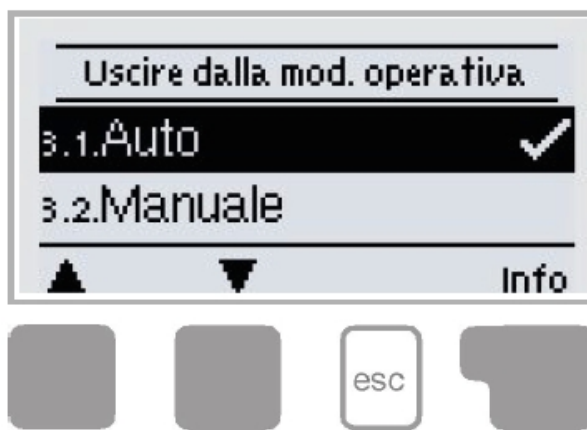 Uscire dalla mod. operativa
3.1.Auto
3.2.Manuale
Info
esc